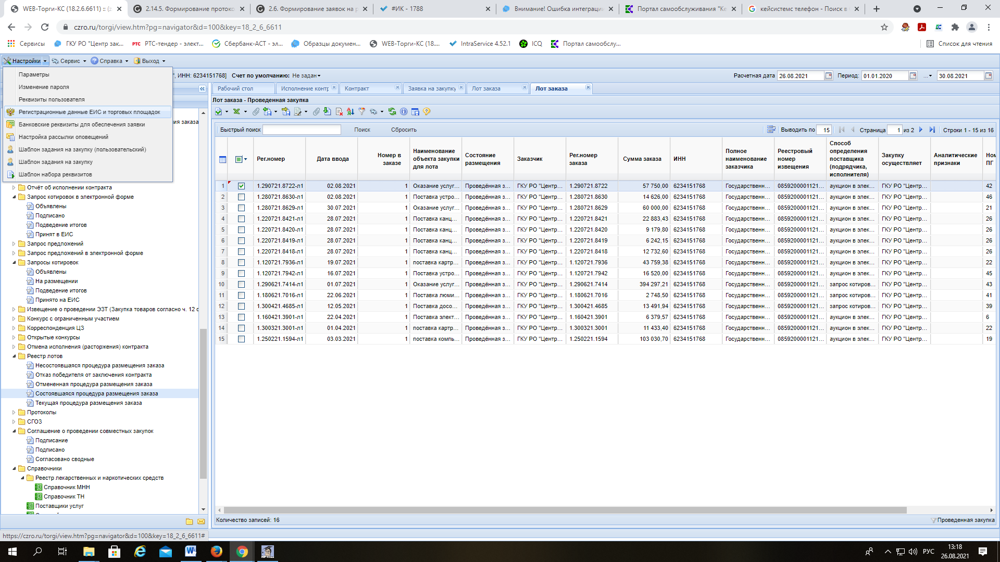 WEB-Торги-КС (18.2.6.6611) :: (z
2.14.5. Формирование протоко
2.6. Формирование заявок на р
#ИК - 1788
Внимание! Ошибка интеграци
Портал самообслуживания "Ке
кейсистемс телефон - Поиск в
czro.ru/torgi/view.htm?pg=navigator&d=100&key=18_2_6_6611
Сервисы
ГКУ РО "Центр зак...
РТС-тендер - элект...
Сбербанк-АСТ - эл...
Образцы докумен...
WEB-Торги-КС (18....
IntraService 4.52.1
ICQ
Портал самообслу...
Список для чтения
Настройки
Сервис
Справка
Выход
Параметры
Изменение пароля
Реквизиты пользователя
Регистрационные данные ЕИС и торговых площадок
Банковские реквизиты для обеспечения заявки
Настройка рассылки оповещений
Шаблон задания на закупку (пользовательский)
Шаблон задания на закупку
Шаблон набора реквизитов
", ИНН: 6234151768] Счет по умолчанию: Не задан
Расчетная дата 26.08.2021 Период: 01.01.2020 ... 30.08.2021
ия заказа
Рабочий стол
Исполнение контр
Контракт
Заявка на закупку
Лот заказа
Лот заказа
Лот заказа - Проведенная закупка
Быстрый поиск Поиск Сбросить
Выводить по 15 Страница 1 из 2 Строки 1 - 15 из 16
Рег.номер
Дата ввода
Номер в заказе
Наименование объекта закупки для лота
Состояние размещения
Заказчик
Рег.номер заказа
Сумма заказа
ИНН
Полное наименование заказчика
Реестровый номер извещения
Способ определения поставщика (подрядчика, исполнителя)
Закупку осуществляет
Аналитические признаки
Ном ПГ
1 1.290721.8722-л1 02.08.2021 1 Оказание услуг... Проведённая з... ГКУ РО "Центр... 1.290721.8722 57 750,00 6234151768 Государственн... 0859200001121... аукцион в элек... ГКУ РО "Центр... 42
2 1.280721.8630-л1 02.08.2021 1 Поставка устро... Проведённая з... ГКУ РО "Центр... 1.280721.8630 14 626,00 6234151768 Государственн... 0859200001121... аукцион в элек... ГКУ РО "Центр... 46
3 1.280721.8629-л1 30.07.2021 1 Оказание услуг... Проведённая з... ГКУ РО "Центр... 1.280721.8629 60 000,00 6234151768 Государственн... 0859200001121... аукцион в элек... ГКУ РО "Центр... 21
4 1.220721.8421-л1 28.07.2021 1 Поставка канц... Проведённая з... ГКУ РО "Центр... 1.220721.8421 22 883,43 6234151768 Государственн... 0859200001121... аукцион в элек... ГКУ РО "Центр... 26
5 1.220721.8420-л1 28.07.2021 1 Поставка канц... Проведённая з... ГКУ РО "Центр... 1.220721.8420 9 179,80 6234151768 Государственн... 0859200001121... аукцион в элек... ГКУ РО "Центр... 26
6 1.220721.8419-л1 28.07.2021 1 Поставка канц... Проведённая з... ГКУ РО "Центр... 1.220721.8419 6 242,15 6234151768 Государственн... 0859200001121... аукцион в элек... ГКУ РО "Центр... 26
7 1.220721.8418-л1 28.07.2021 1 Поставка канц... Проведённая з... ГКУ РО "Центр... 1.220721.8418 12 732,60 6234151768 Государственн... 0859200001121... аукцион в элек... ГКУ РО "Центр... 26
8 1.120721.7936-л1 19.07.2021 1 поставка картр... Проведённая з... ГКУ РО "Центр... 1.120721.7936 43 759,38 6234151768 Государственн... 0859200001121... аукцион в элек... ГКУ РО "Центр... 22
9 1.120721.7942-л1 16.07.2021 1 Поставка устро... Проведённая з... ГКУ РО "Центр... 1.120721.7942 16 520,00 6234151768 Государственн... 0859200001121... аукцион в элек... ГКУ РО "Центр... 45
10 1.290621.7414-л1 01.07.2021 1 Оказание услуг... Проведённая з... ГКУ РО "Центр... 1.290621.7414 394 297,21 6234151768 Государственн... 0859200001121... запрос котиров... ГКУ РО "Центр... 43
11 1.180621.7016-л1 22.06.2021 1 Поставка люми... Проведённая з... ГКУ РО "Центр... 1.180621.7016 2 748,50 6234151768 Государственн... 0859200001121... запрос котиров... ГКУ РО "Центр... 41
12 1.300421.4685-л1 12.05.2021 1 Поставка досо... Проведённая з... ГКУ РО "Центр... 1.300421.4685 13 491,94 6234151768 Государственн... 0859200001121... запрос котиров... ГКУ РО "Центр... 39
13 1.160421.3901-л1 22.04.2021 1 Поставка элект... Проведённая з... ГКУ РО "Центр... 1.160421.3901 6 379,57 6234151768 Государственн... 0859200001121... аукцион в элек... ГКУ РО "Центр... 6
14 1.300321.3001-л1 01.04.2021 1 поставка картр... Проведённая з... ГКУ РО "Центр... 1.300321.3001 11 433,40 6234151768 Государственн... 0859200001121... аукцион в элек... ГКУ РО "Центр... 22
15 1.250221.1594-л1 03.03.2021 1 поставка компь... Проведённая з... ГКУ РО "Центр... 1.250221.1594 103 030,70 6234151768 Государственн... 0859200001121... аукцион в элек... ГКУ РО "Центр... 19
Отчёт об исполнении контракта
Запрос котировок в электронной форме
Объявлены
Подписано
Подведение итогов
Принят в ЕИС
Запрос предложений
Запрос предложений в электронной форме
Запросы котировок
Объявлены
На размещении
Подведение итогов
Принято на ЕИС
Извещение о проведении ЭЗТ (Закупка товаров согласно ч. 12 с
Конкурс с ограниченным участием
Корреспонденция ЦЗ
Открытые конкурсы
Отмена исполнения (расторжения) контракта
Реестр лотов
Несостоявшаяся процедура размещения заказа
Отказ победителя от заключения контракта
Отмененная процедура размещения заказа
Состоявшаяся процедура размещения заказа
Текущая процедура размещения заказа
Протоколы
СГОЗ
Соглашение о проведении совместных закупок
Подписание
Подписано
Согласовано сводные
Справочники
Реестр лекарственных и наркотических средств
Справочник МНН
Справочник ТН
Поставщики услуг
Количество записей: 16
Проведенная закупка
https://czro.ru/torgi/view.htm?pg=navigator&d=100&key=18_2_6_6611#
РУС
13:18
26.08.2021